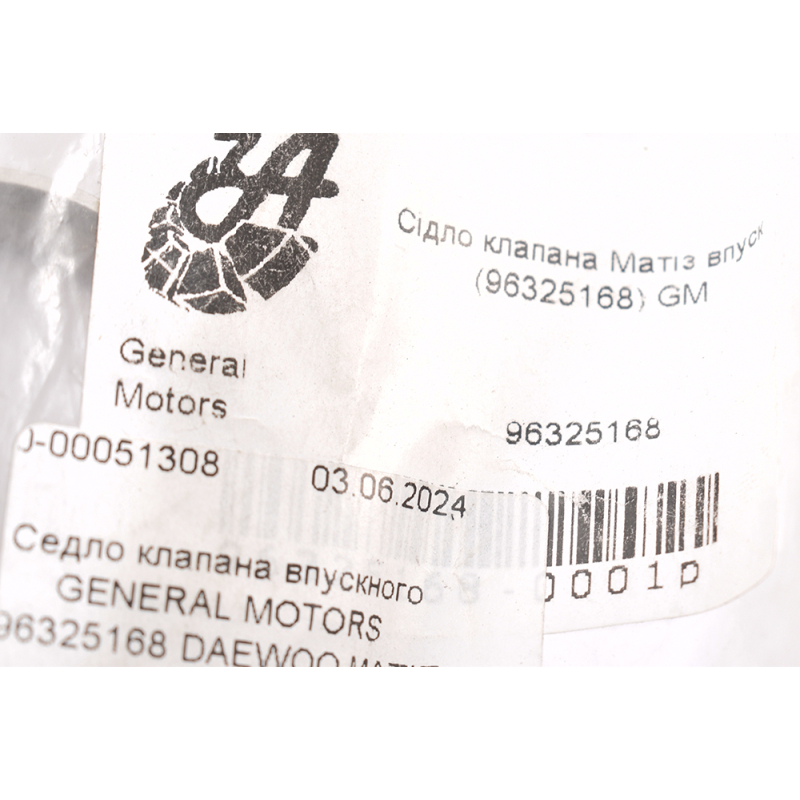 ЗА
Сідло клапана Матіз впуск
(96325168) GM
General
Motors
96325168
-00051308
03.06.2024
0001p
Седло клапана впускного
GENERAL MOTORS
96325168 DAEWOO